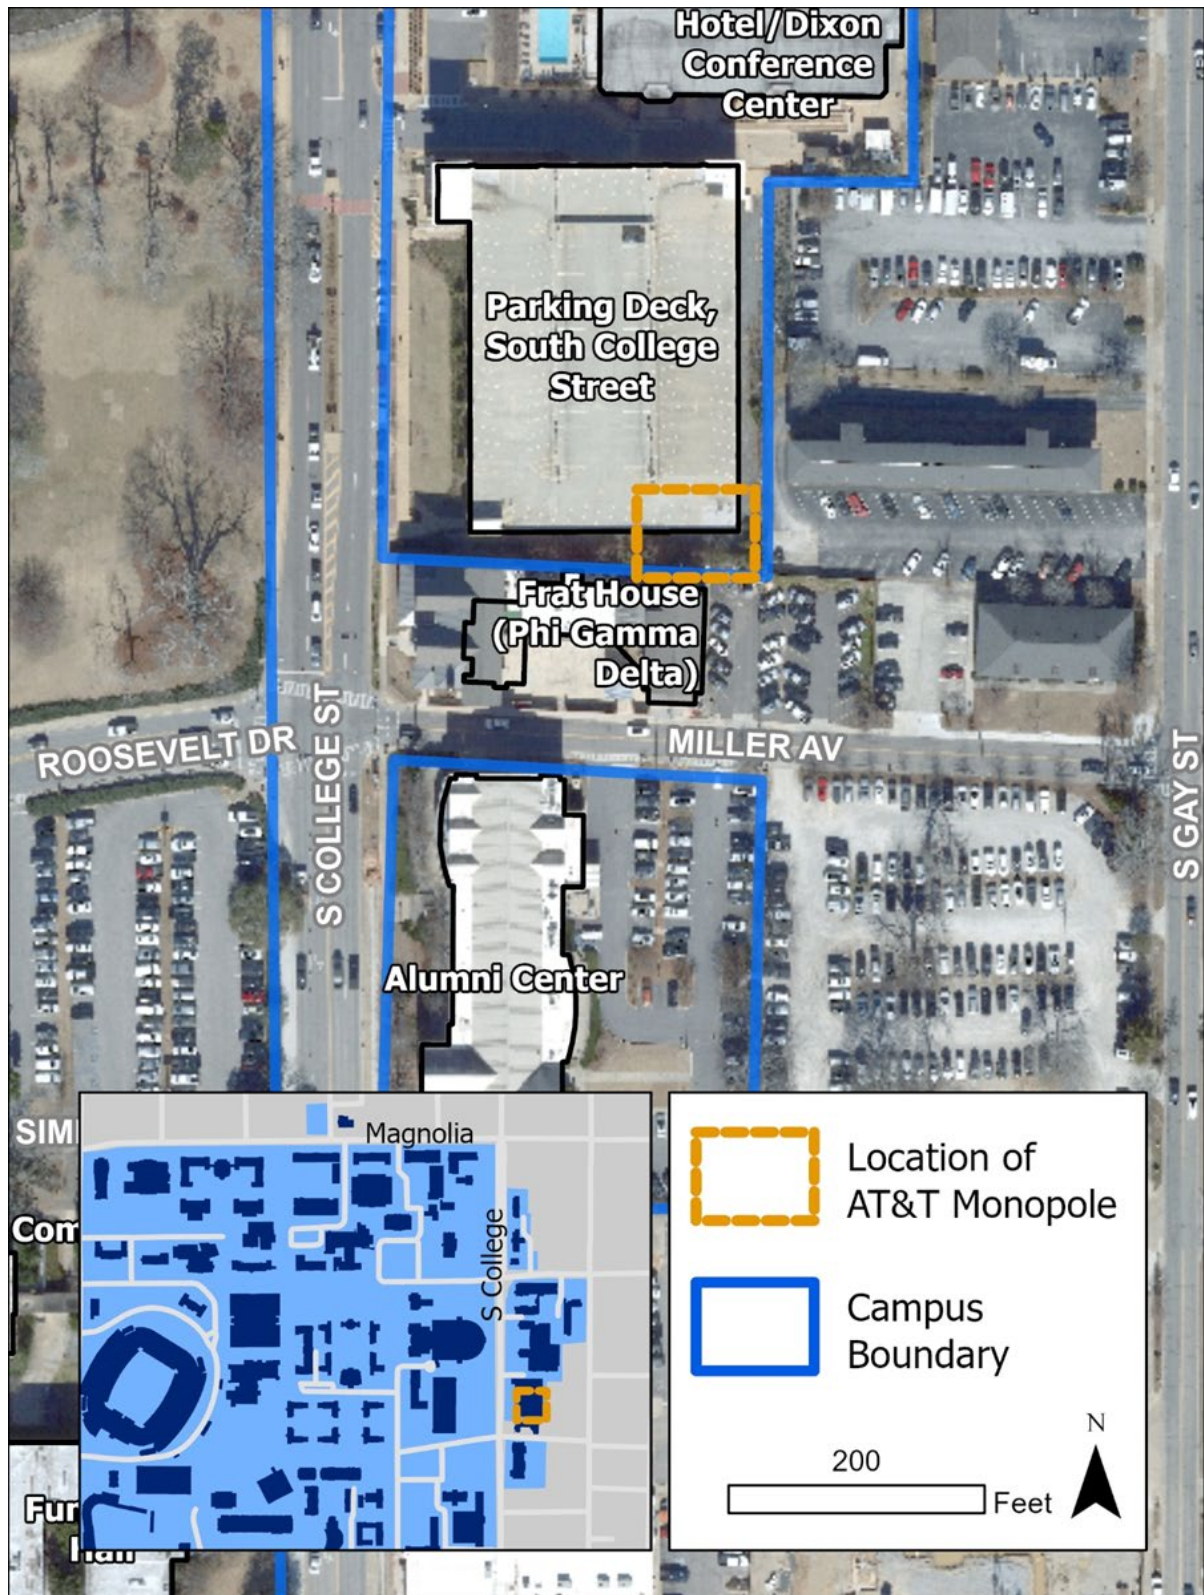 Hotel/Dixon
Conference
Center
Parking Deck,
South College
Street
Frat House
(Phi Gamma
Delta)
ROOSEVELT DR
S COLLEGE ST
MILLER AV
S GAY ST
Alumni Center
Magnolia
S College
Location of
AT&T Monopole
Campus
Boundary
N
200
Feet
Hall